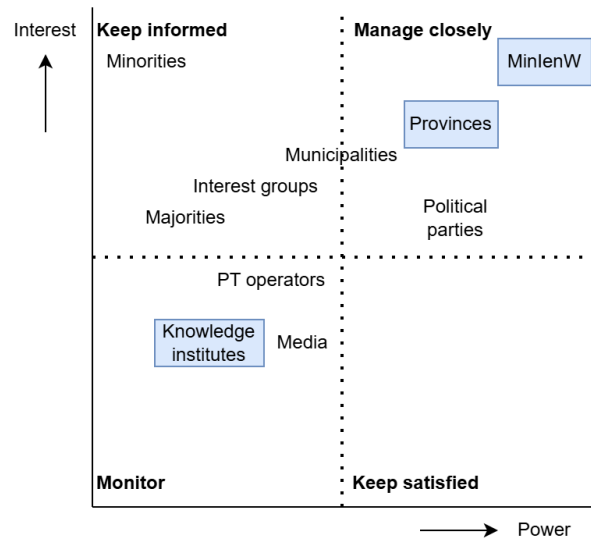 Interest
Keep informed
Manage closely
Minorities
MinIenW
Provinces
Municipalities
Interest groups
Majorities
Political
parties
PT operators
Knowledge
institutes
Media
Monitor
Keep satisfied
Power